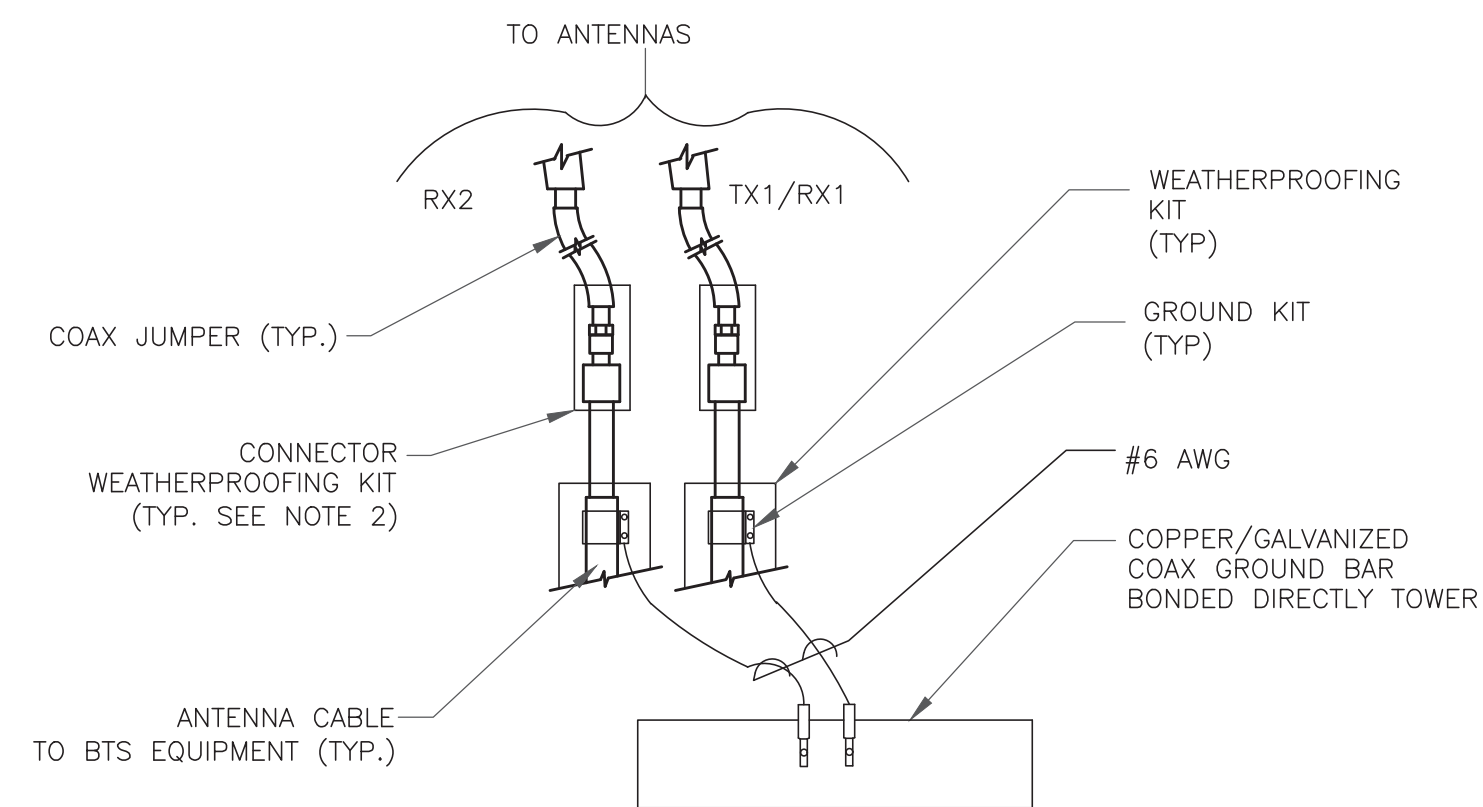 TO ANTENNAS
RX2
TX1/RX1
WEATHERPROOFING
KIT
(TYP)
GROUND KIT
(TYP)
COAX JUMPER (TYP.)
CONNECTOR
WEATHERPROOFING KIT
(TYP. SEE NOTE 2)
#6 AWG
COPPER/GALVANIZED
COAX GROUND BAR
BONDED DIRECTLY TOWER
ANTENNA CABLE
TO BTS EQUIPMENT (TYP.)